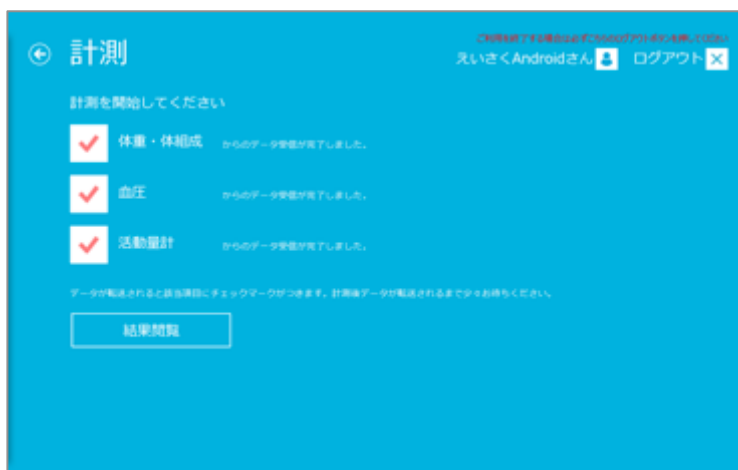 ご利用を終了する場合は必ずこちらのログアウトボタンを押してください
計測
えいさくAndroidさん ログアウト
計測を開始してください
体重・体組成 からのデータ受信が完了しました。
血圧 からのデータ受信が完了しました。
活動量計 からのデータ受信が完了しました。
データが転送されると該当項目にチェックマークがつきます。計測後データが転送されるまで少々お待ちください。
結果閲覧